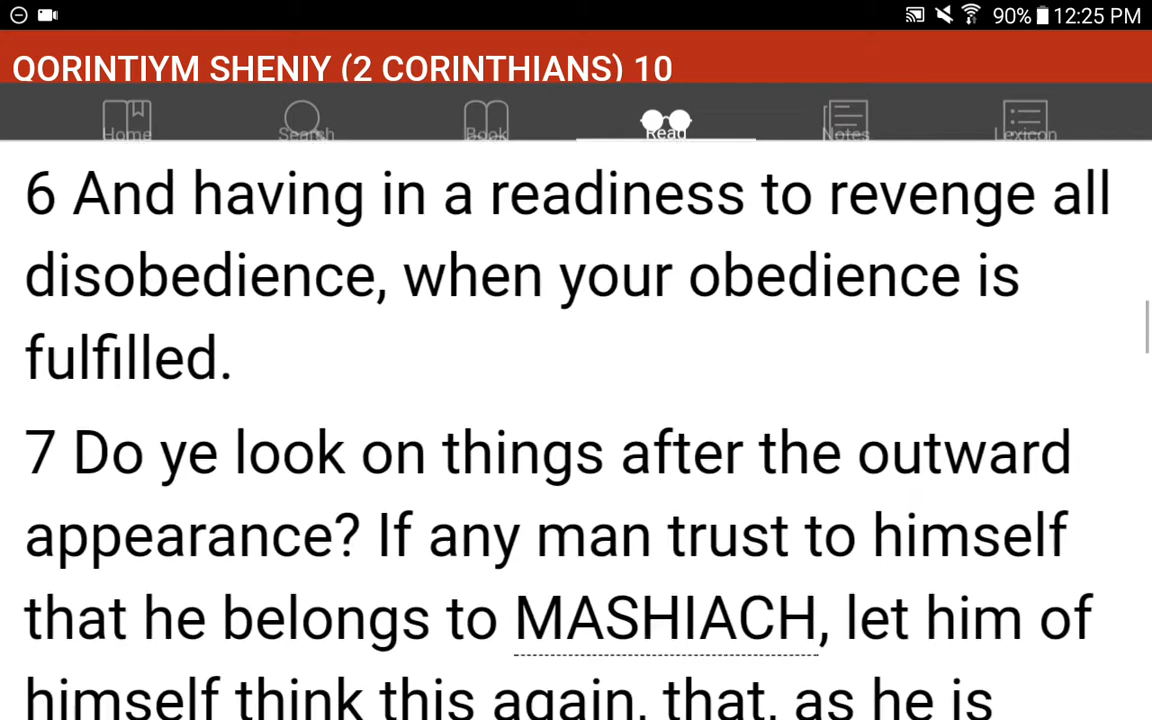 90% 12:25 PM
QORINTIYM SHENIY (2 CORINTHIANS) 10
Home Search Book Read Notes Lexicon
6 And having in a readiness to revenge all
disobedience, when your obedience is
fulfilled.
7 Do ye look on things after the outward
appearance? If any man trust to himself
that he belongs to MASHIACH, let him of
himself think this again, that, as he is